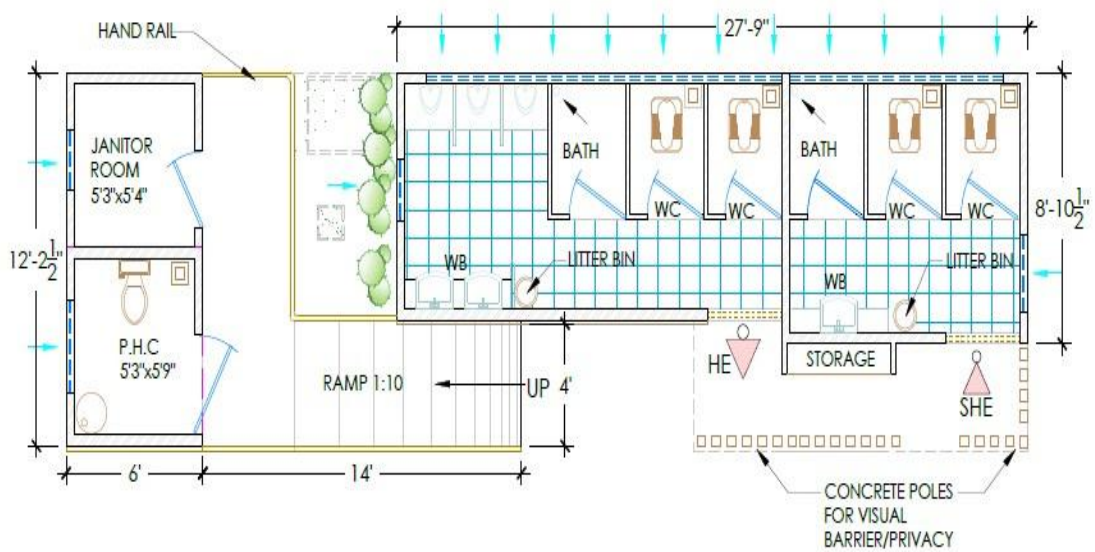 27'-9"
HAND RAIL
JANITOR
ROOM
5'3"x5'4"
BATH
BATH
WC
WC
WC
WC
8'-10 1/2"
12'-2 1/2"
WB
LITTER BIN
LITTER BIN
WB
P.H.C
5'3"x5'9"
HE
STORAGE
RAMP 1:10
UP
4'
SHE
6'
14'
CONCRETE POLES
FOR VISUAL
BARRIER/PRIVACY